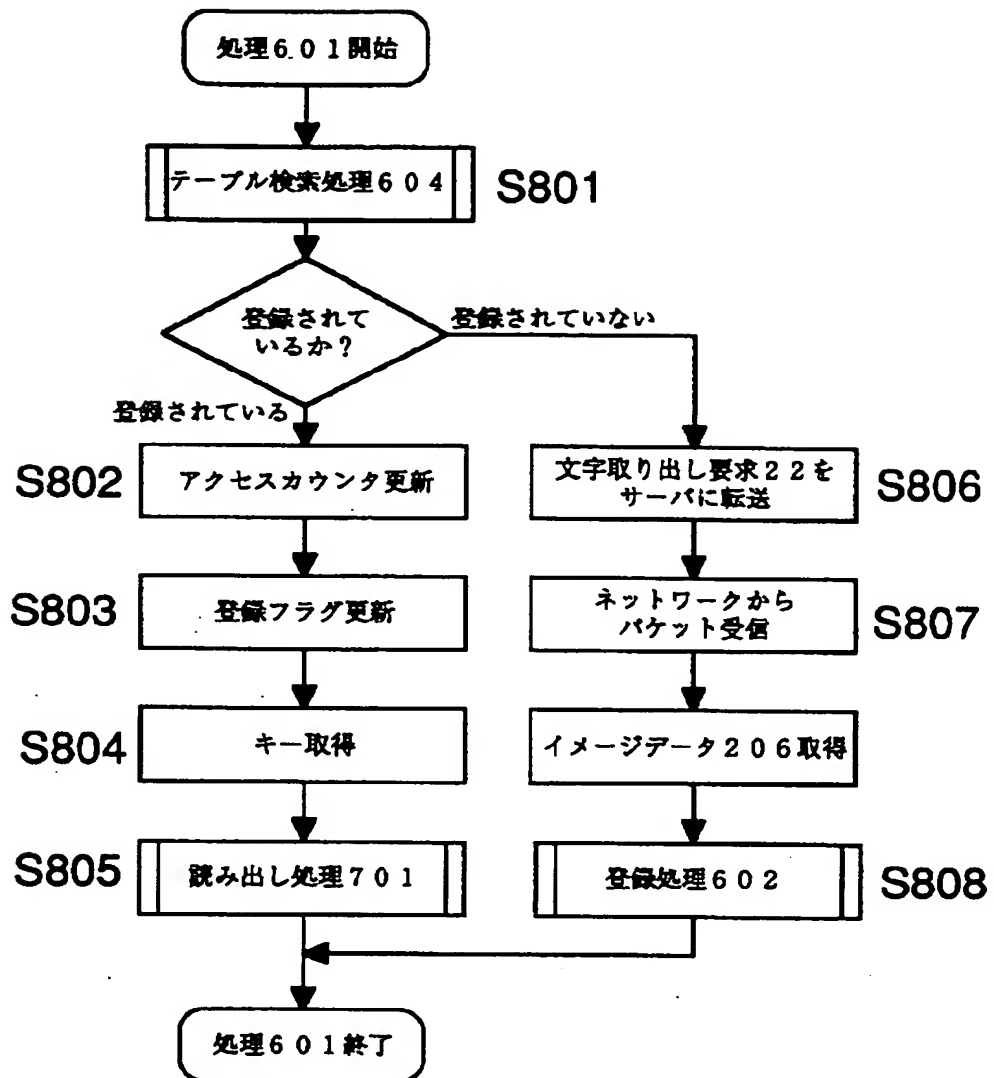 処理601開始
テーブル検索処理604
S801
登録されて
いるか?
登録されていない
登録されている
S802
アクセスカウンタ更新
文字取り出し要求22を
サーバに転送
S806
S803
登録フラグ更新
ネットワークから
パケット受信
S807
S804
キー取得
イメージデータ206取得
S805
読み出し処理701
登録処理602
S808
処理601終了